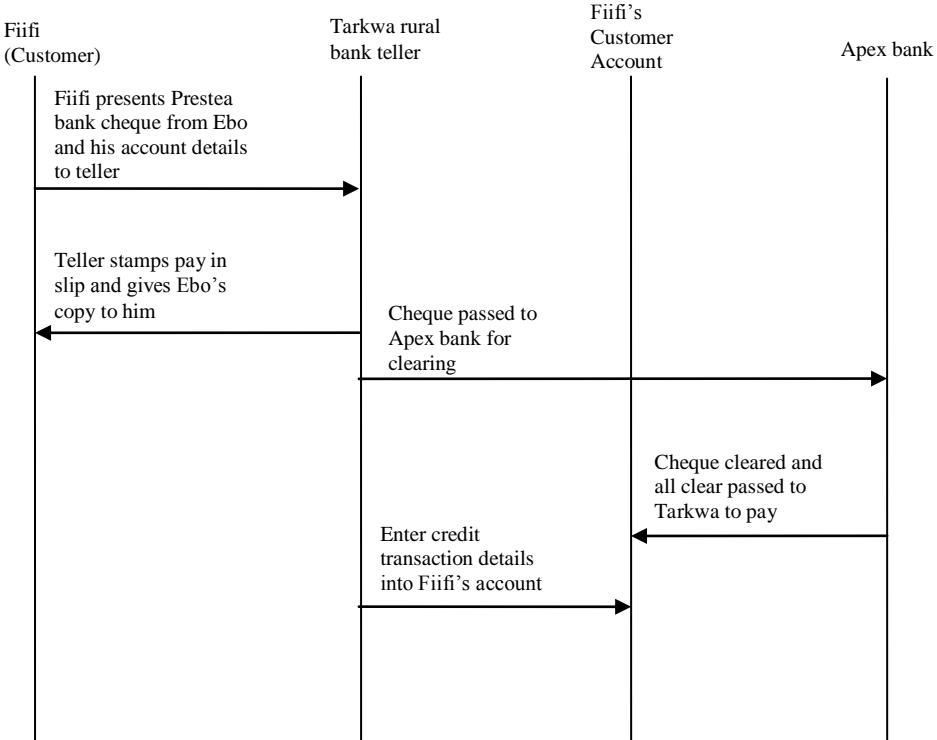 Fiifi
(Customer)
Tarkwa rural
bank teller
Fiifi’s
Customer
Account
Apex bank
Fiifi presents Prestea
bank cheque from Ebo
and his account details
to teller
Teller stamps pay in
slip and gives Ebo’s
copy to him
Cheque passed to
Apex bank for
clearing
Cheque cleared and
all clear passed to
Tarkwa to pay
Enter credit
transaction details
into Fiifi’s account